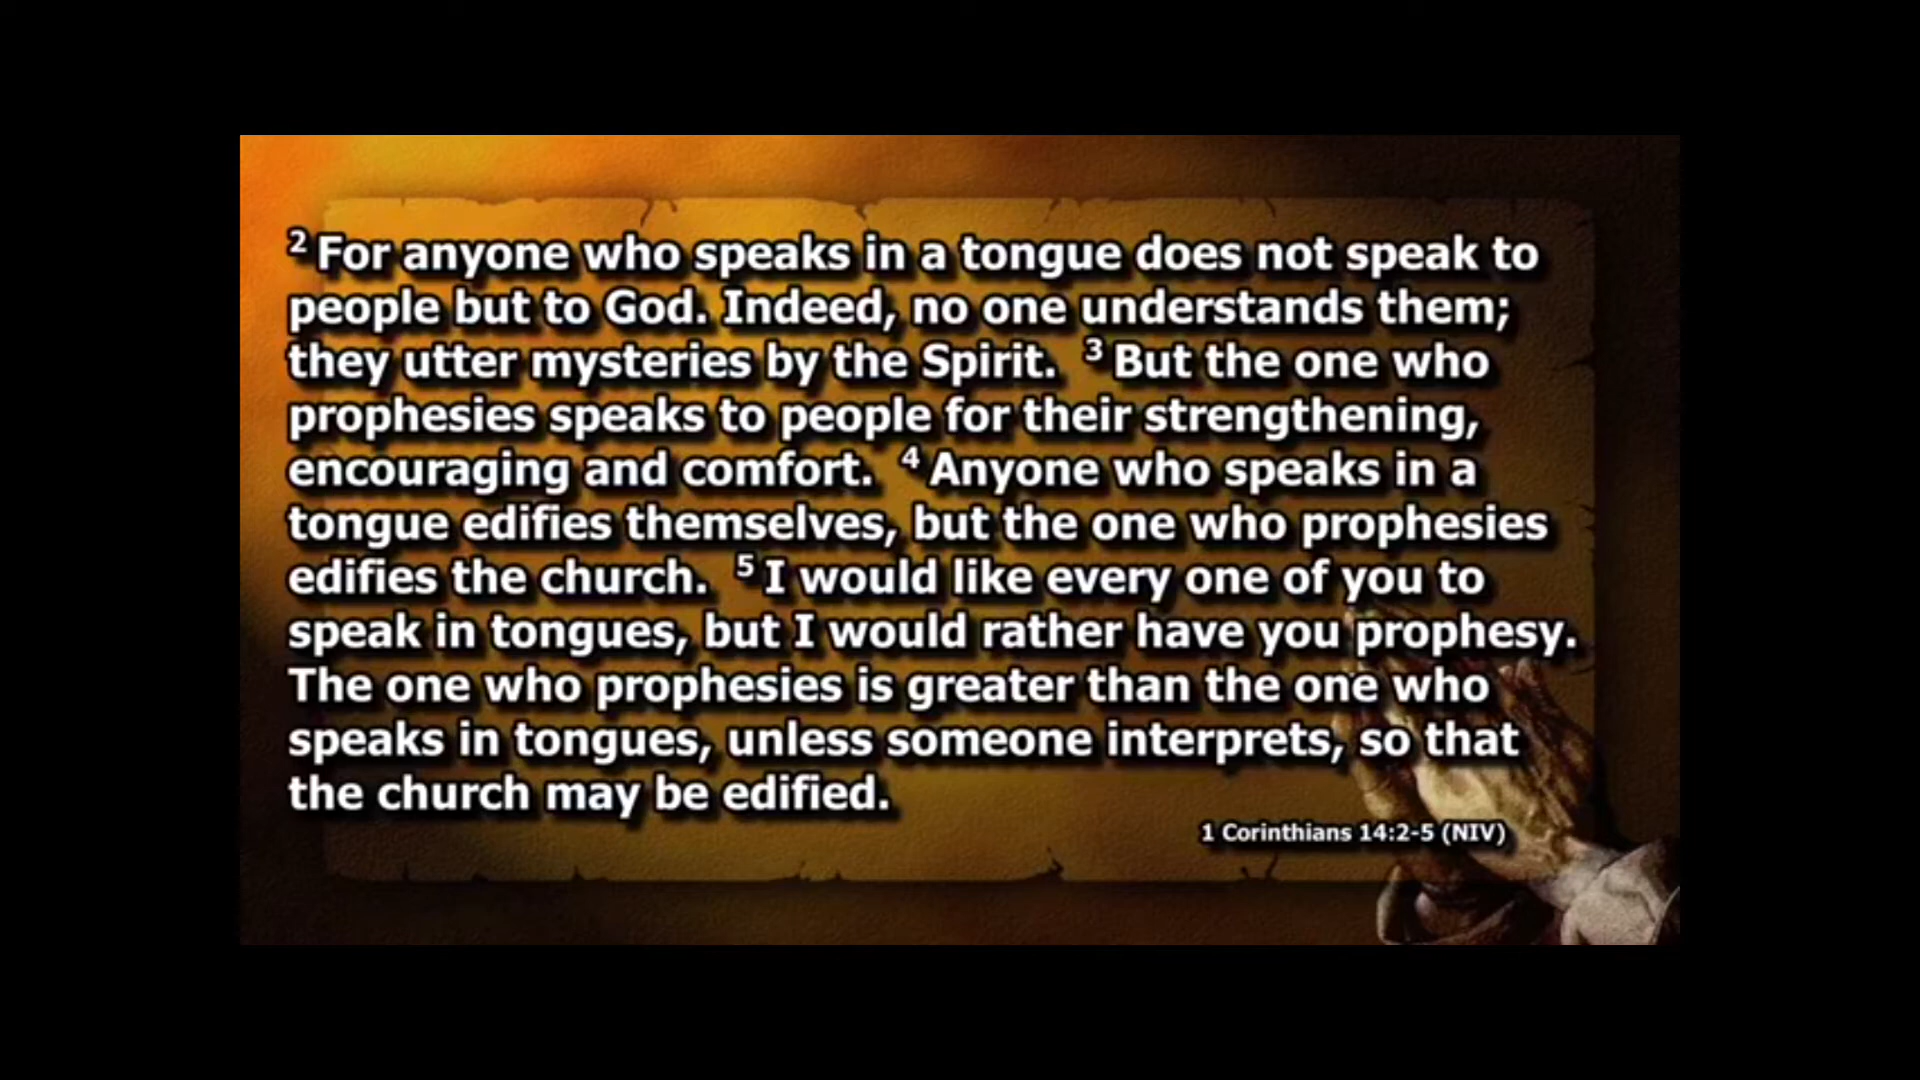 2 For anyone who speaks in a tongue does not speak to
people but to God. Indeed, no one understands them;
they utter mysteries by the Spirit. 3 But the one who
prophesies speaks to people for their strengthening,
encouraging and comfort. 4 Anyone who speaks in a
tongue edifies themselves, but the one who prophesies
edifies the church. 5 I would like every one of you to
speak in tongues, but I would rather have you prophesy.
The one who prophesies is greater than the one who
speaks in tongues, unless someone interprets, so that
the church may be edified.
1 Corinthians 14:2-5 (NIV)